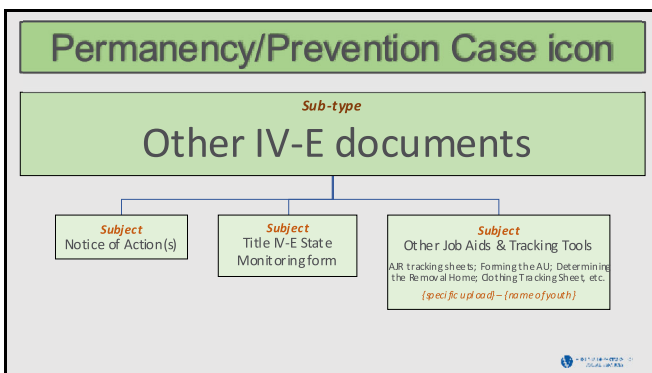 Permanency/Prevention Case icon
Sub-type
Other IV-E documents
Subject
Notice of Action(s)
Subject
Title IV-E State
Monitoring form
Subject
Other Job Aids & Tracking Tools
AJR tracking sheets; Forming the AU; Determining
the Removal Home; Clothing Tracking Sheet, etc.
{specific upload} – {name of youth}